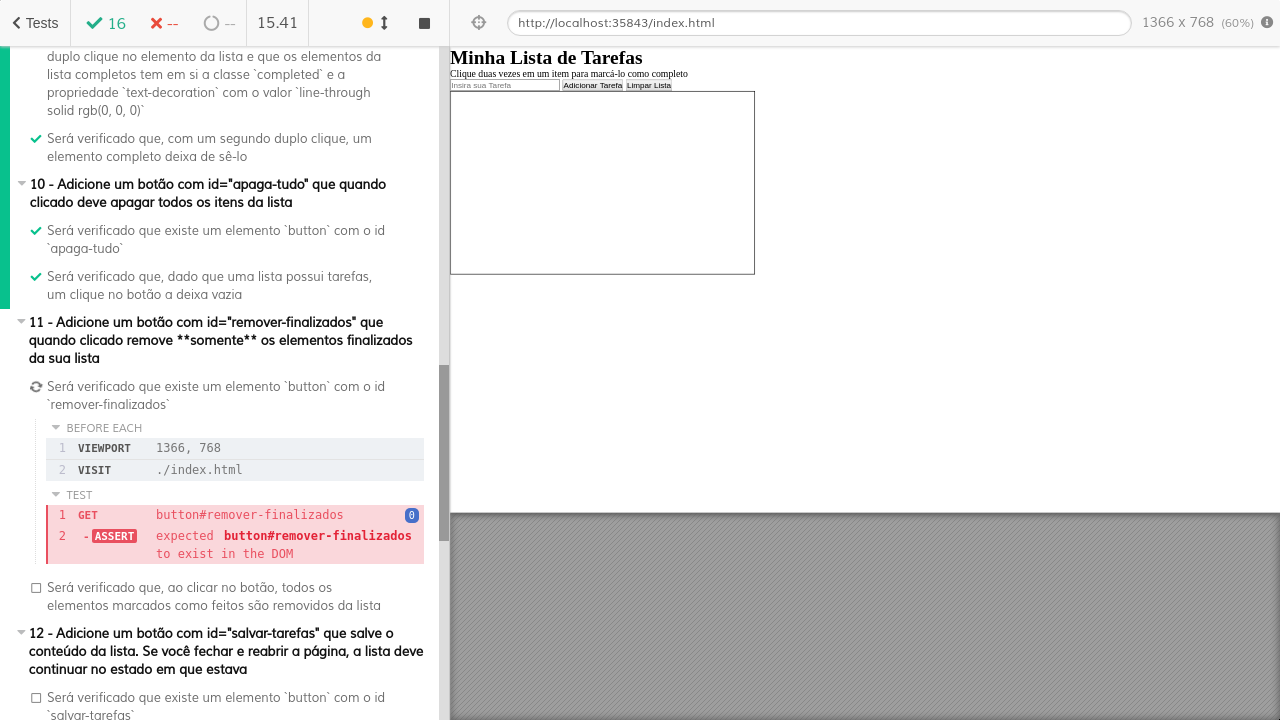 Tests
16
--
--
15.41
http://localhost:35843/index.html
1366 x 768 (60%)
duplo clique no elemento da lista e que os elementos da
lista completos tem em si a classe `completed` e a
propriedade `text-decoration` com o valor `line-through
solid rgb(0, 0, 0)`
Será verificado que, com um segundo duplo clique, um
elemento completo deixa de sê-lo
10 - Adicione um botão com id="apaga-tudo" que quando
clicado deve apagar todos os itens da lista
Será verificado que existe um elemento `button` com o id
`apaga-tudo`
Será verificado que, dado que uma lista possui tarefas,
um clique no botão a deixa vazia
11 - Adicione um botão com id="remover-finalizados" que
quando clicado remove **somente** os elementos finalizados
da sua lista
Será verificado que existe um elemento `button` com o id
`remover-finalizados`
BEFORE EACH
1 VIEWPORT 1366, 768
2 VISIT ./index.html
TEST
1 GET button#remover-finalizados 0
2 -ASSERT expected button#remover-finalizados
to exist in the DOM
Será verificado que, ao clicar no botão, todos os
elementos marcados como feitos são removidos da lista
12 - Adicione um botão com id="salvar-tarefas" que salve o
conteúdo da lista. Se você fechar e reabrir a página, a lista deve
continuar no estado em que estava
Será verificado que existe um elemento `button` com o id
`salvar-tarefas`
Minha Lista de Tarefas
Clique duas vezes em um item para marcá-lo como completo
Insira sua Tarefa Adicionar Tarefa Limpar Lista